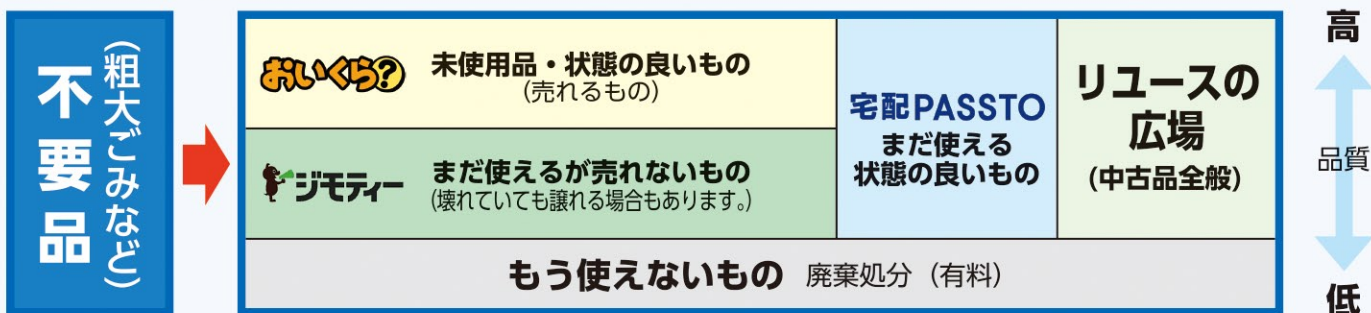 不要品
(粗大ごみなど)
おいくら?
未使用品・状態の良いもの
(売れるもの)
ジモティー
まだ使えるが売れないもの
(壊れていても譲れる場合もあります。)
宅配PASSTO
まだ使える
状態の良いもの
リユースの
広場
(中古品全般)
もう使えないもの 廃棄処分(有料)
高
品質
低